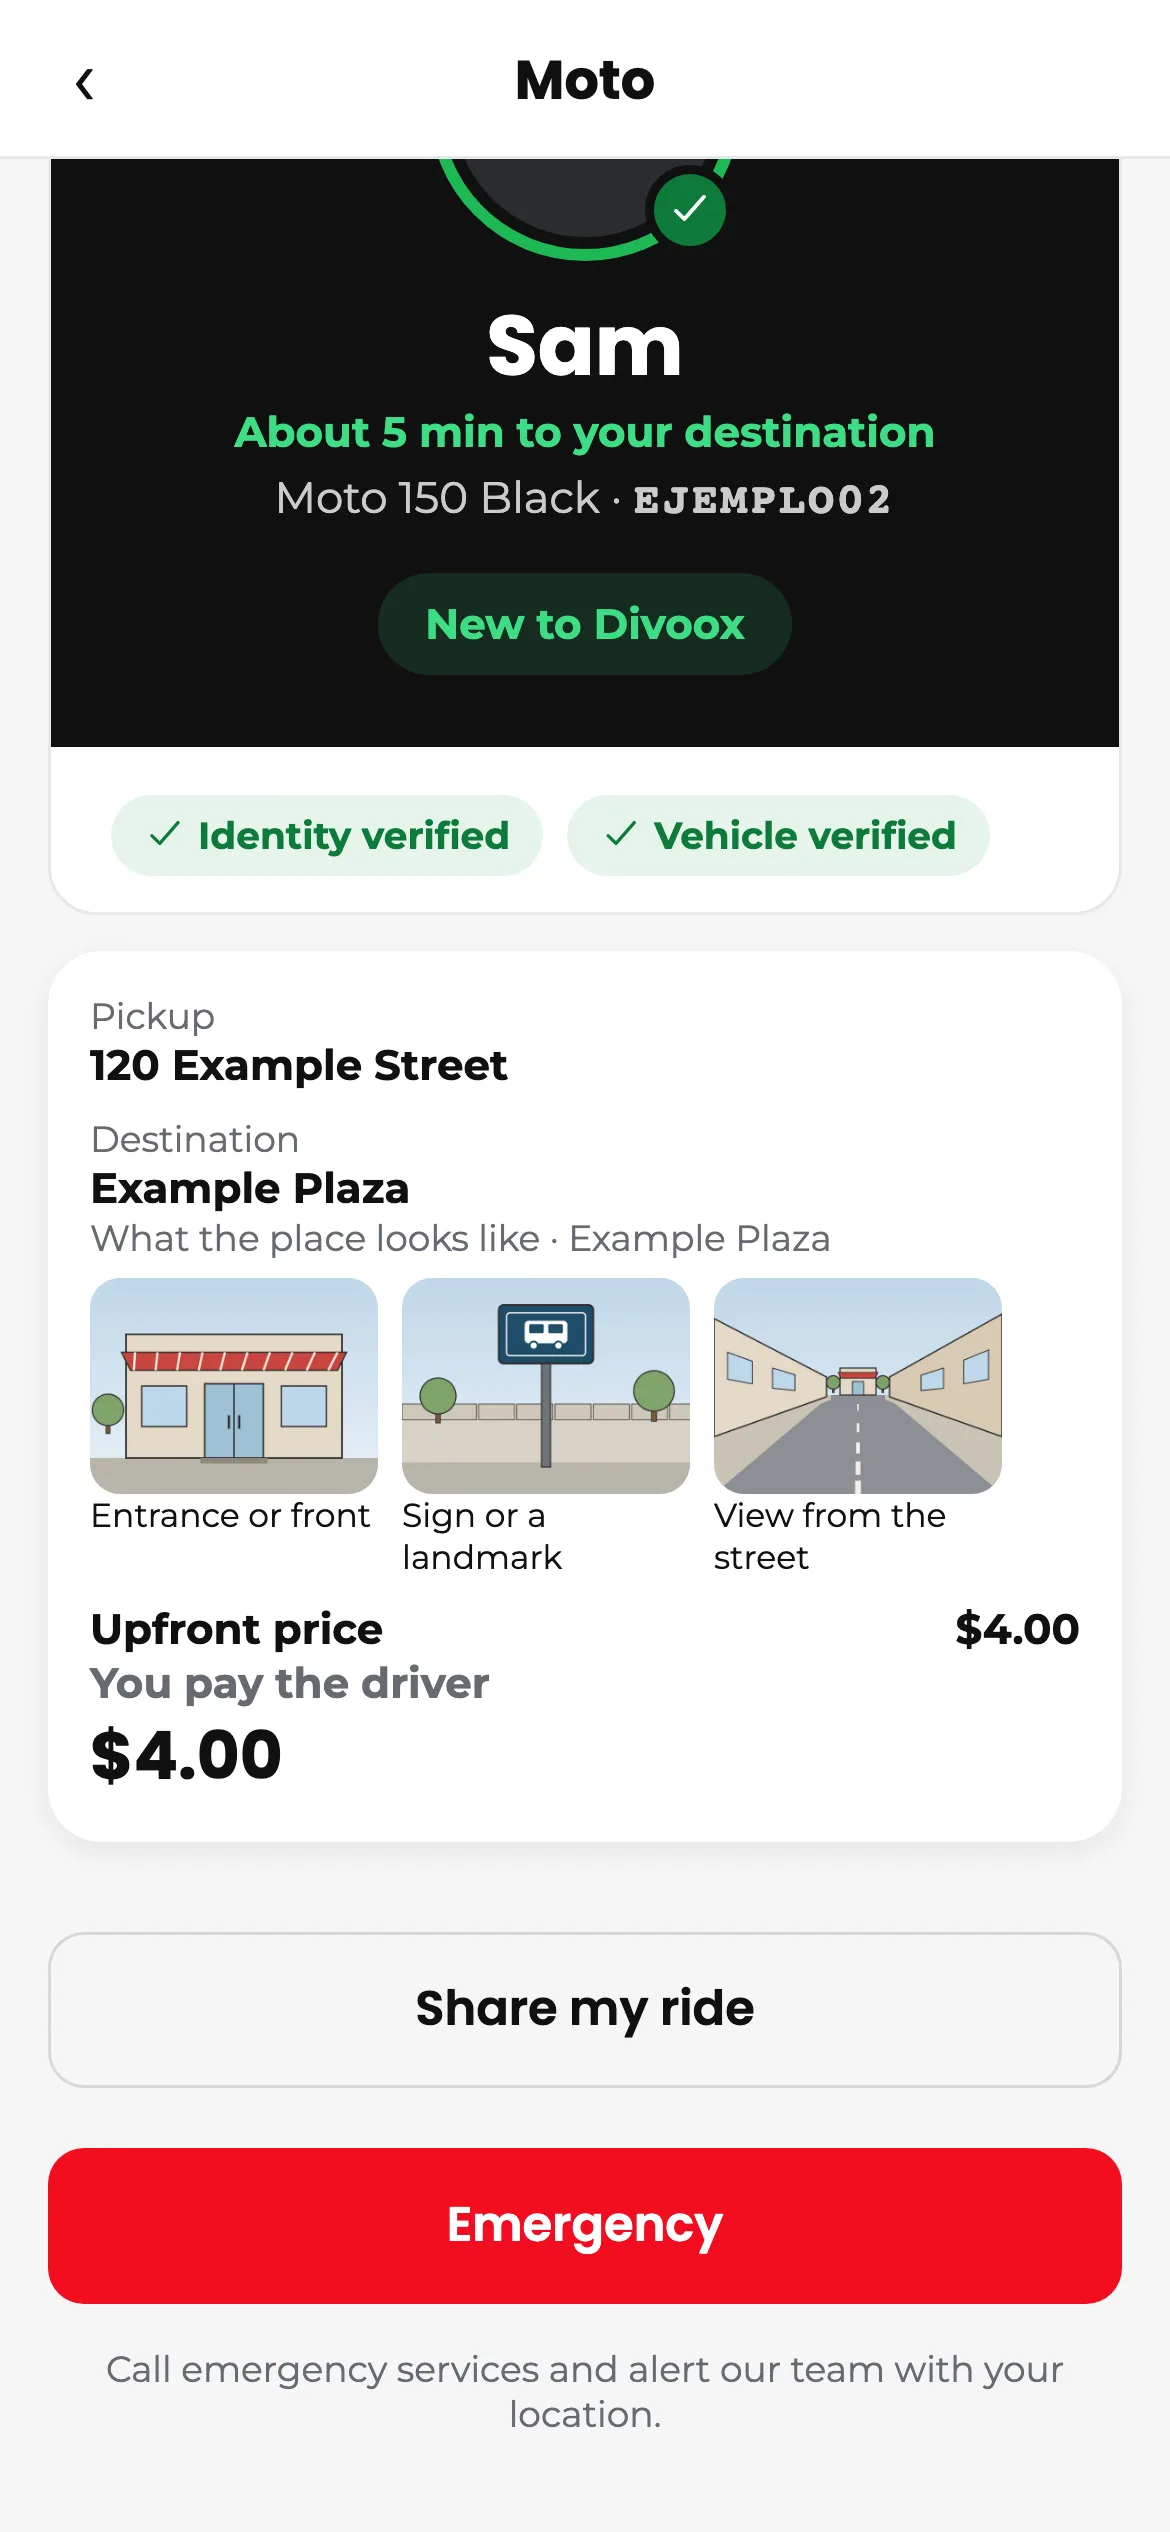 Moto
Sam
About 5 min to your destination
Moto 150 Black · EJEMPLO02
New to Divoox
Identity verified
Vehicle verified
Pickup
120 Example Street
Destination
Example Plaza
What the place looks like · Example Plaza
Entrance or front
Sign or a
landmark
View from the
street
Upfront price $4.00
You pay the driver
$4.00
Share my ride
Emergency
Call emergency services and alert our team with your
location.